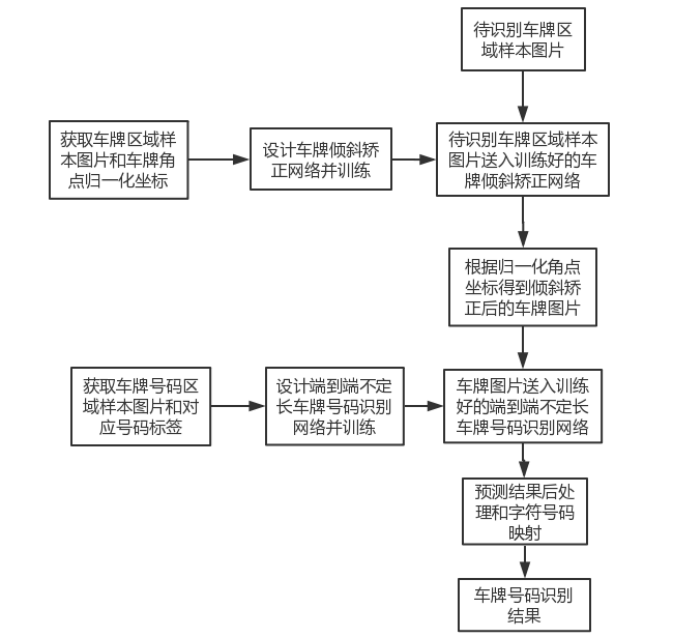 待识别车牌区
域样本图片
获取车牌区域样
本图片和车牌角
点归一化坐标
设计车牌倾斜矫
正网络并训练
待识别车牌区域样本
图片送入训练好的车
牌倾斜矫正网络
根据归一化角点
坐标得到倾斜矫
正后的车牌图片
获取车牌号码区
域样本图片和对
应号码标签
设计端到端不定
长车牌号码识别
网络并训练
车牌图片送入训练
好的端到端不定长
车牌号码识别网络
预测结果后处
理和字符号码
映射
车牌号码识别
结果